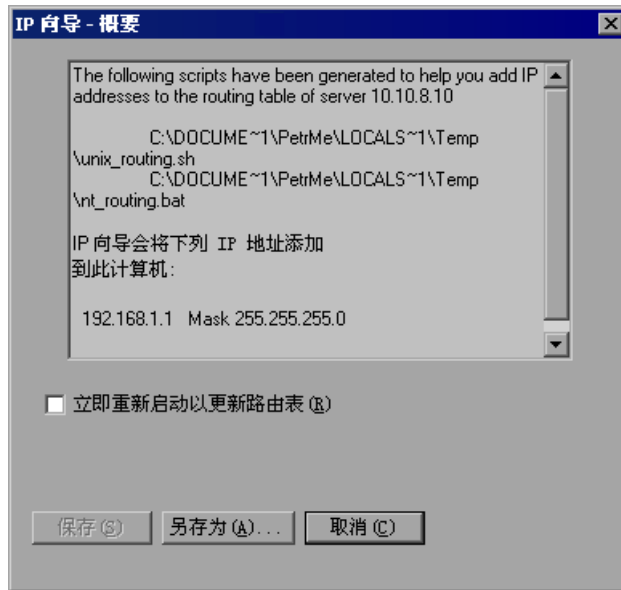 IP 向导 - 概要
The following scripts have been generated to help you add IP
addresses to the routing table of server 10.10.8.10
C:\DOCUME~1\PetrMe\LOCALS~1\Temp
\unix_routing.sh
C:\DOCUME~1\PetrMe\LOCALS~1\Temp
\nt_routing.bat
IP 向导会将下列 IP 地址添加
到此计算机:
192.168.1.1 Mask 255.255.255.0
立即重新启动以更新路由表(R)
保存(S) 另存为(A)... 取消(C)